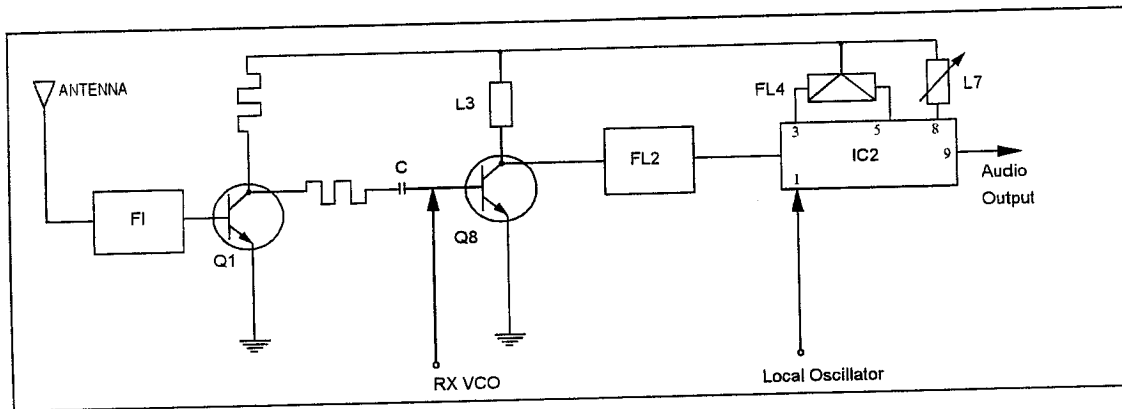 ANTENNA
FI
Q1
C
RX VCO
L3
Q8
FL2
FL4
L7
3
5
8
IC2
9
1
Audio
Output
Local Oscillator